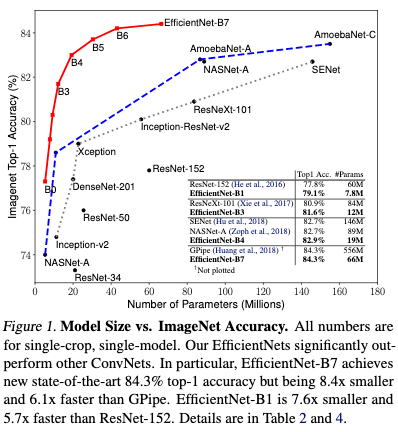 EfficientNet-B7
84
B6
AmoebaNet-C
B5
AmoebaNet-A
B4
NASNet-A
SENet
82
B3
ResNeXt-101
80
Inception-ResNet-v2
Xception
78
ResNet-152
B0
DenseNet-201
76
ResNet-50
Inception-v2
74
NASNet-A
ResNet-34
Imagenet Top-1 Accuracy (%)
Top1 Acc. #Params
ResNet-152 (He et al., 2016) 77.8% 60M
EfficientNet-B1 79.1% 7.8M
ResNeXt-101 (Xie et al., 2017) 80.9% 84M
EfficientNet-B3 81.6% 12M
SENet (Hu et al., 2018) 82.7% 146M
NASNet-A (Zoph et al., 2018) 82.7% 89M
EfficientNet-B4 82.9% 19M
GPipe (Huang et al., 2018) † 84.3% 556M
EfficientNet-B7 84.3% 66M
†Not plotted
0 20 40 60 80 100 120 140 160 180
Number of Parameters (Millions)
Figure 1. Model Size vs. ImageNet Accuracy. All numbers are
for single-crop, single-model. Our EfficientNets significantly out-
perform other ConvNets. In particular, EfficientNet-B7 achieves
new state-of-the-art 84.3% top-1 accuracy but being 8.4x smaller
and 6.1x faster than GPipe. EfficientNet-B1 is 7.6x smaller and
5.7x faster than ResNet-152. Details are in Table 2 and 4.